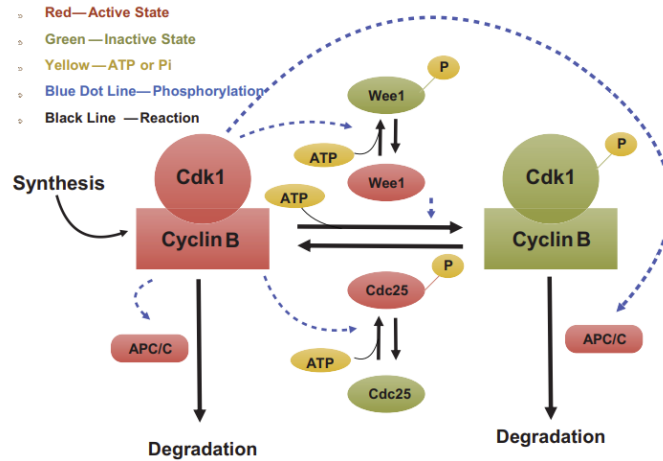 Red—Active State
Green—Inactive State
Yellow—ATP or Pi
Blue Dot Line—Phosphorylation
Black Line —Reaction
P
Wee1
ATP
Wee1
Synthesis
Cdk1
Cyclin B
ATP
P
Cdk1
Cyclin B
P
Cdc25
APC/C
ATP
Cdc25
APC/C
Degradation
Degradation